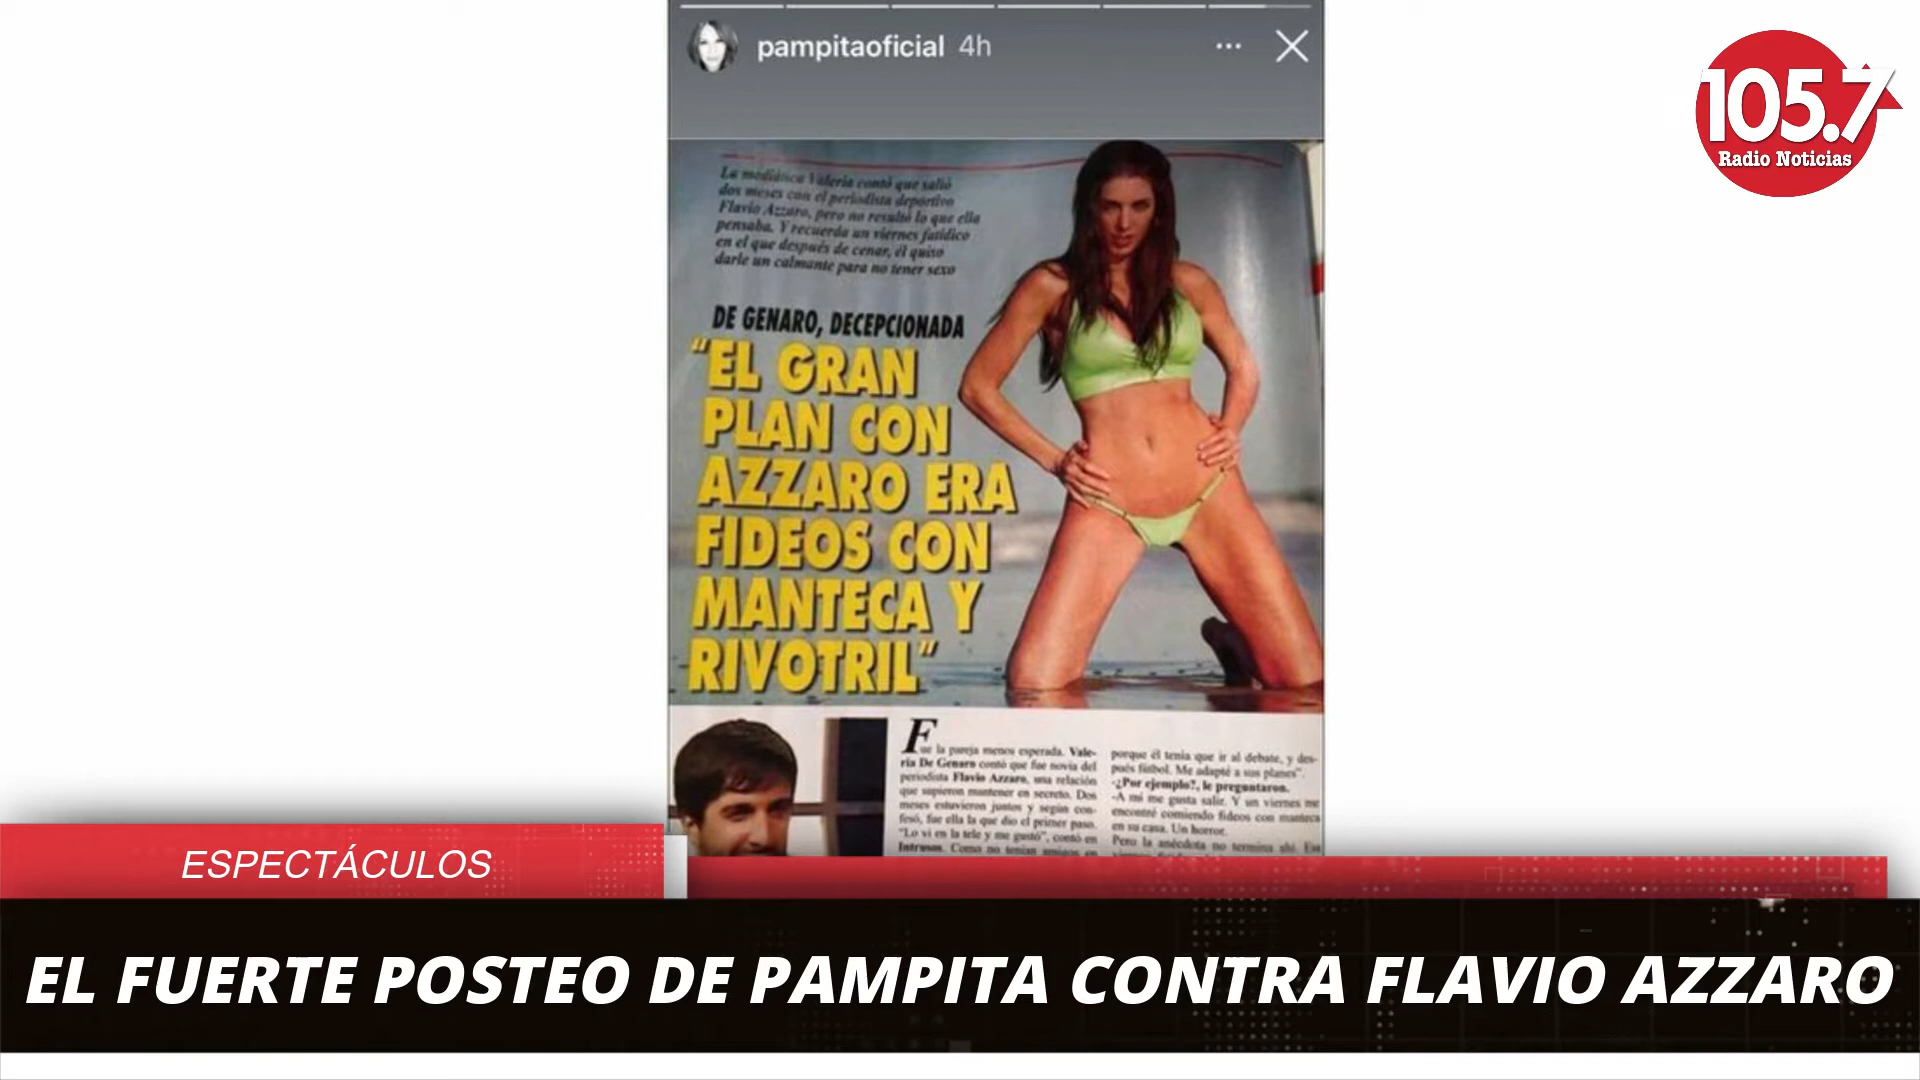 pampitaoficial 4h
105.7
Radio Noticias
La mediática Valeria contó que salió
dos meses con el periodista deportivo
Flavio Azzaro, pero no resultó lo que ella
pensaba. Y recuerda un viernes fatídico
en el que después de cenar, él quiso
darle un calmante para no tener sexo
DE GENARO, DECEPCIONADA
"EL GRAN
PLAN CON
AZZARO ERA
FIDEOS CON
MANTECA Y
RIVOTRIL"
Fue la pareja menos esperada. Vale-
ria De Genaro contó que fue novia del
periodista Flavio Azzaro, una relación
que supieron mantener en secreto. Dos
meses estuvieron juntos y según con-
fesó, fue ella la que dio el primer paso.
"Lo vi en la tele y me gustó", contó en
Intrusos. Como no tenían amigos en
porque él tenía que ir al debate, y des-
pués fútbol. Me adapté a sus planes".
-¿Por ejemplo?, le preguntaron.
-A mí me gusta salir. Y un viernes me
encontré comiendo fideos con manteca
en su casa. Un horror.
Pero la anécdota no termina ahí. Ese
ESPECTÁCULOS
EL FUERTE POSTEO DE PAMPITA CONTRA FLAVIO AZZARO